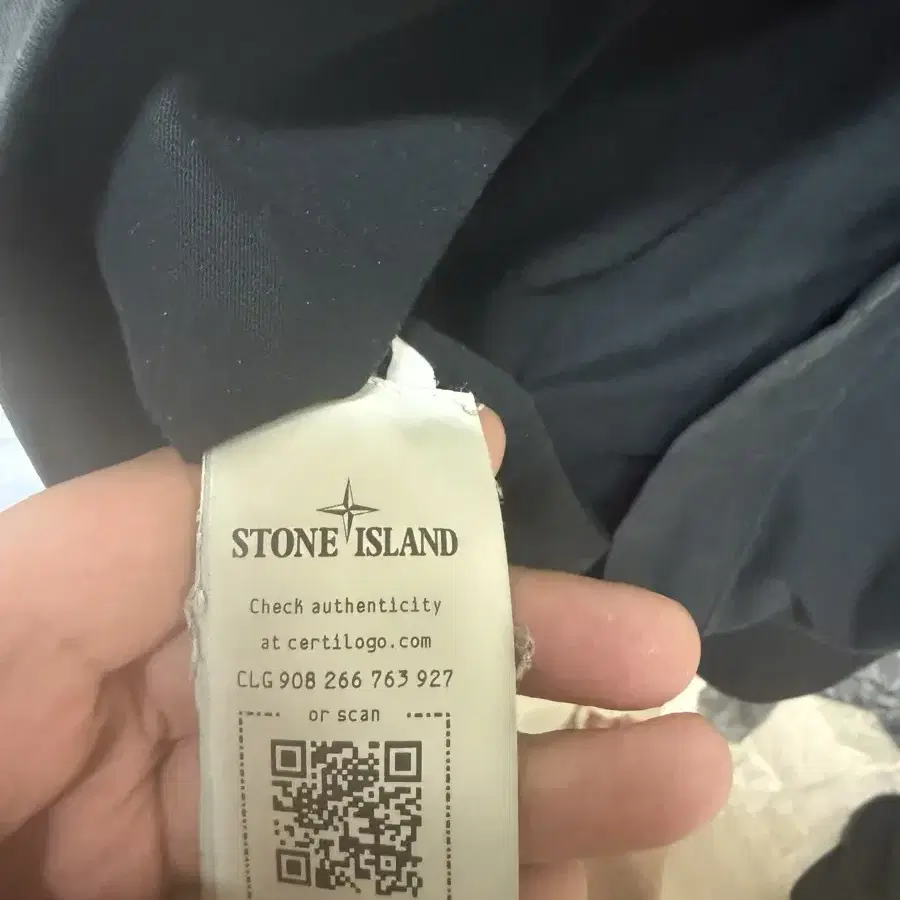 STONE ISLAND
Check authenticity
at certilogo.com
CLG 908 266 763 927
or scan